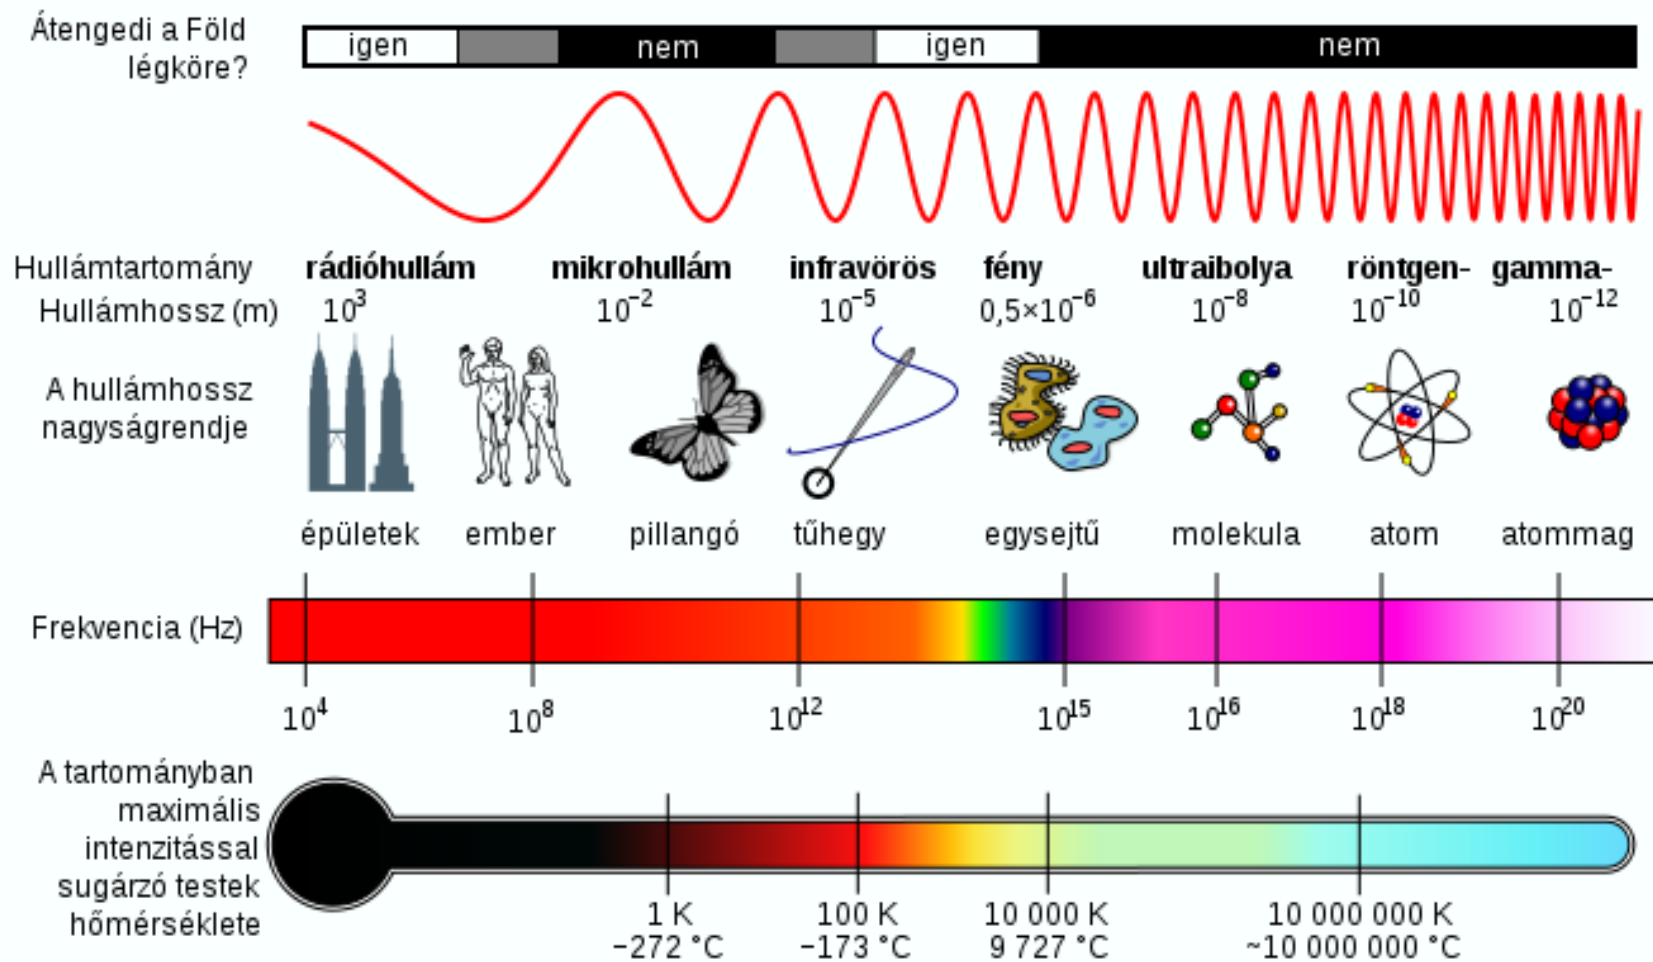 Átengedi a Föld
légköre?
igen nem igen nem
Hullámtartomány rádióhullám mikrohullám infravörös fény ultraibolya röntgen- gamma-
Hullámhossz (m) 10³ 10⁻² 10⁻⁵ 0,5×10⁻⁶ 10⁻⁸ 10⁻¹⁰ 10⁻¹²
A hullámhossz
nagyságrendje
épületek ember pillangó tűhegy egysejtű molekula atom atommag
Frekvencia (Hz)
10⁴ 10⁸ 10¹² 10¹⁵ 10¹⁶ 10¹⁸ 10²⁰
A tartományban
maximális
intenzitással
sugárzó testek
hőmérséklete
1 K 100 K 10 000 K 10 000 000 K
−272 °C −173 °C 9 727 °C ~10 000 000 °C